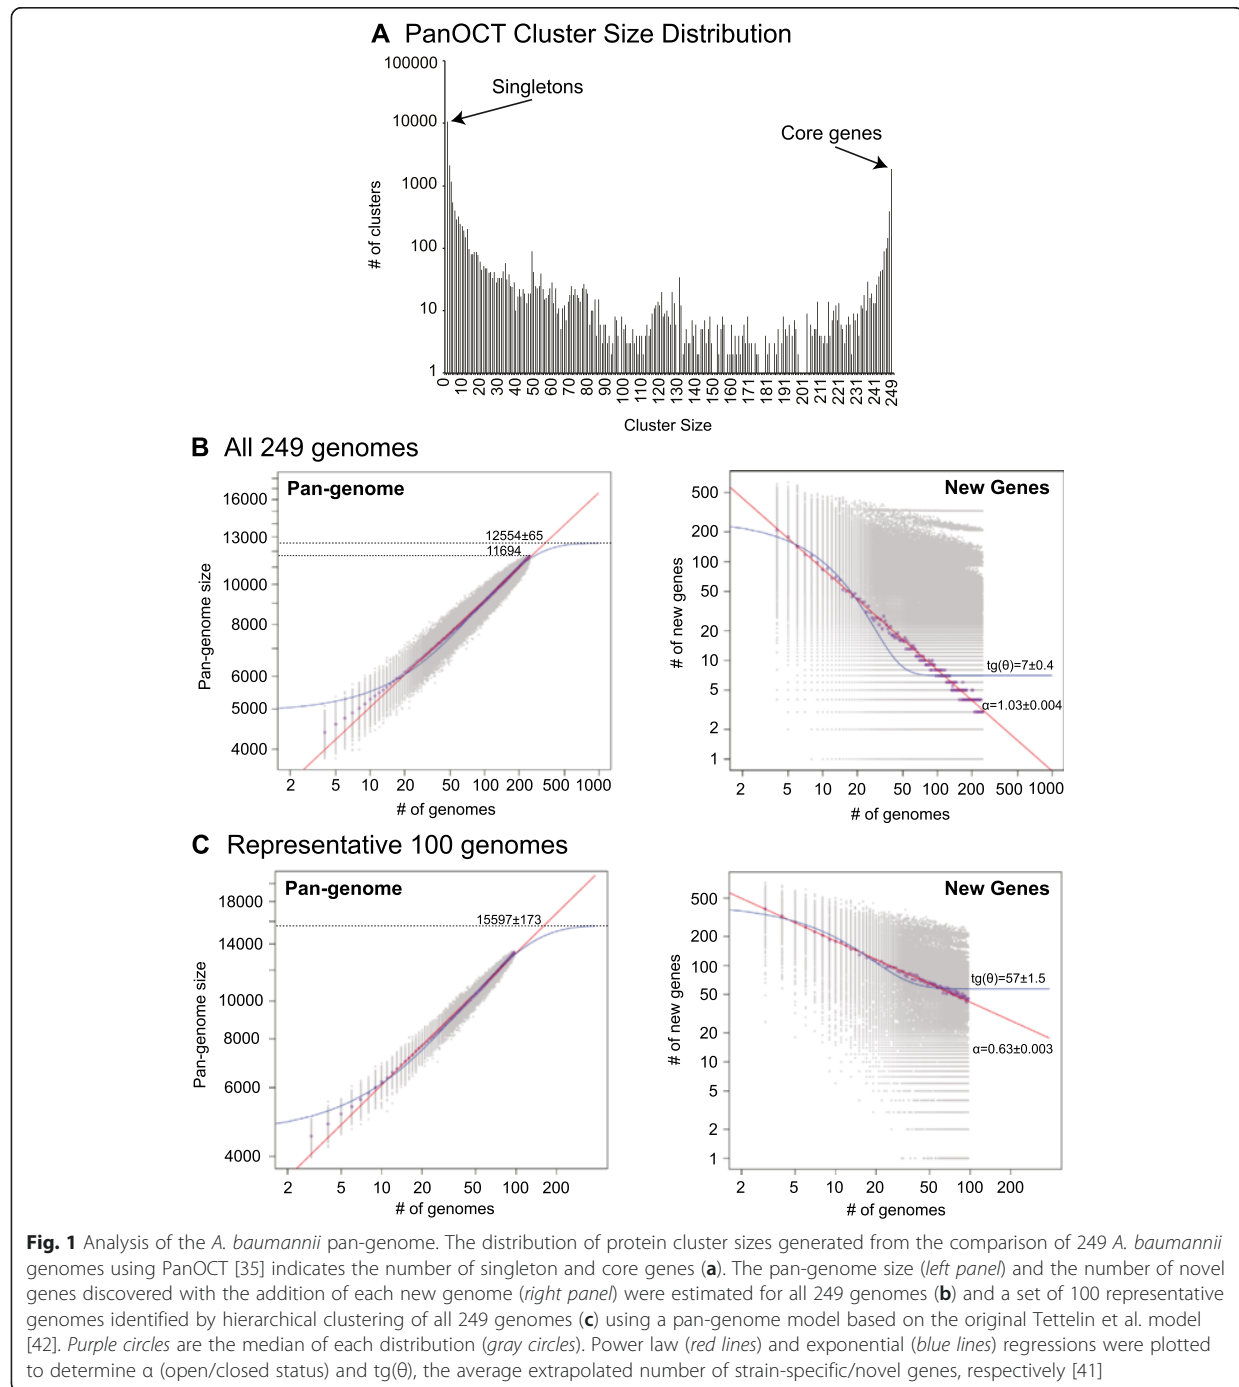 A PanOCT Cluster Size Distribution
100000
10000
1000
100
10
1
# of clusters
Singletons
Core genes
0 10 20 30 40 50 60 70 80 90 100 110 120 130 140 150 160 171 181 191 201 211 221 231 241 249
Cluster Size
B All 249 genomes
Pan-genome
16000
13000
10000
8000
6000
5000
4000
Pan-genome size
12554±65
11694
2 5 10 20 50 100 200 500 1000
# of genomes
New Genes
500
200
100
50
20
10
5
2
1
# of new genes
tg(θ)=7±0.4
α=1.03±0.004
2 5 10 20 50 100 200 500 1000
# of genomes
C Representative 100 genomes
Pan-genome
18000
14000
10000
8000
6000
4000
Pan-genome size
15597±173
2 5 10 20 50 100 200
# of genomes
New Genes
500
200
100
50
20
10
5
2
1
# of new genes
tg(θ)=57±1.5
α=0.63±0.003
2 5 10 20 50 100 200
# of genomes
Fig. 1 Analysis of the A. baumannii pan-genome. The distribution of protein cluster sizes generated from the comparison of 249 A. baumannii
genomes using PanOCT [35] indicates the number of singleton and core genes (a). The pan-genome size (left panel) and the number of novel
genes discovered with the addition of each new genome (right panel) were estimated for all 249 genomes (b) and a set of 100 representative
genomes identified by hierarchical clustering of all 249 genomes (c) using a pan-genome model based on the original Tettelin et al. model
[42]. Purple circles are the median of each distribution (gray circles). Power law (red lines) and exponential (blue lines) regressions were plotted
to determine α (open/closed status) and tg(θ), the average extrapolated number of strain-specific/novel genes, respectively [41]